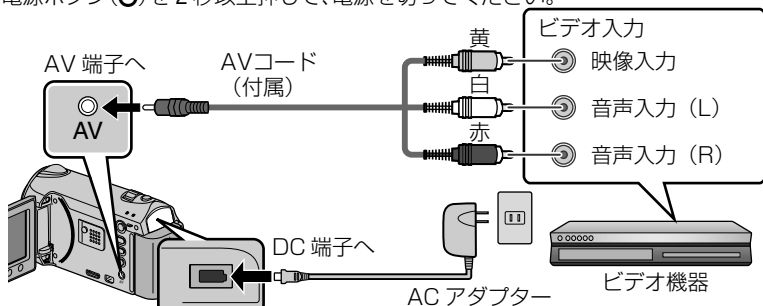 電源ボタン（⏻）を2秒以上押して、電源を切ってください。
AV 端子へ
AV
AVコード
（付属）
黄
白
赤
ビデオ入力
映像入力
音声入力（L）
音声入力（R）
DC 端子へ
AC アダプター
ビデオ機器